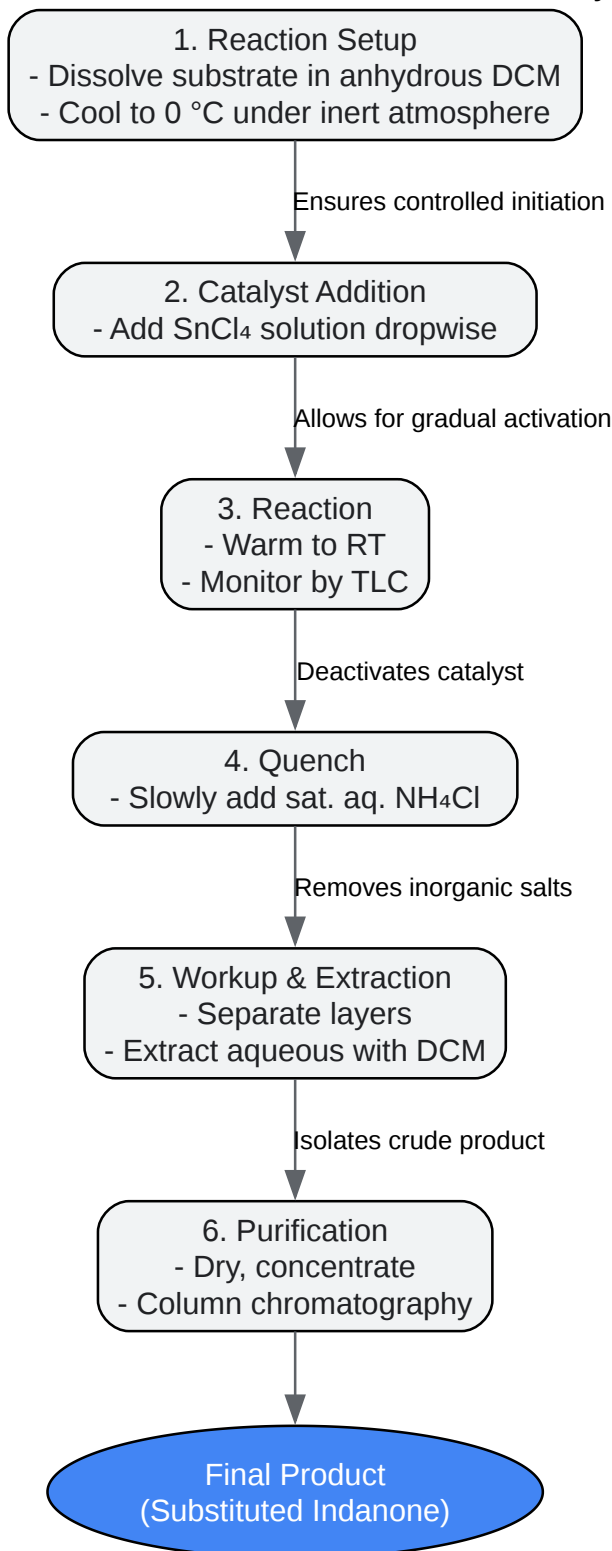 1. Reaction Setup
- Dissolve substrate in anhydrous DCM
- Cool to 0 °C under inert atmosphere
Ensures controlled initiation
2. Catalyst Addition
- Add SnCl₄ solution dropwise
Allows for gradual activation
3. Reaction
- Warm to RT
- Monitor by TLC
Deactivates catalyst
4. Quench
- Slowly add sat. aq. NH₄Cl
Removes inorganic salts
5. Workup & Extraction
- Separate layers
- Extract aqueous with DCM
Isolates crude product
6. Purification
- Dry, concentrate
- Column chromatography
Final Product
(Substituted Indanone)